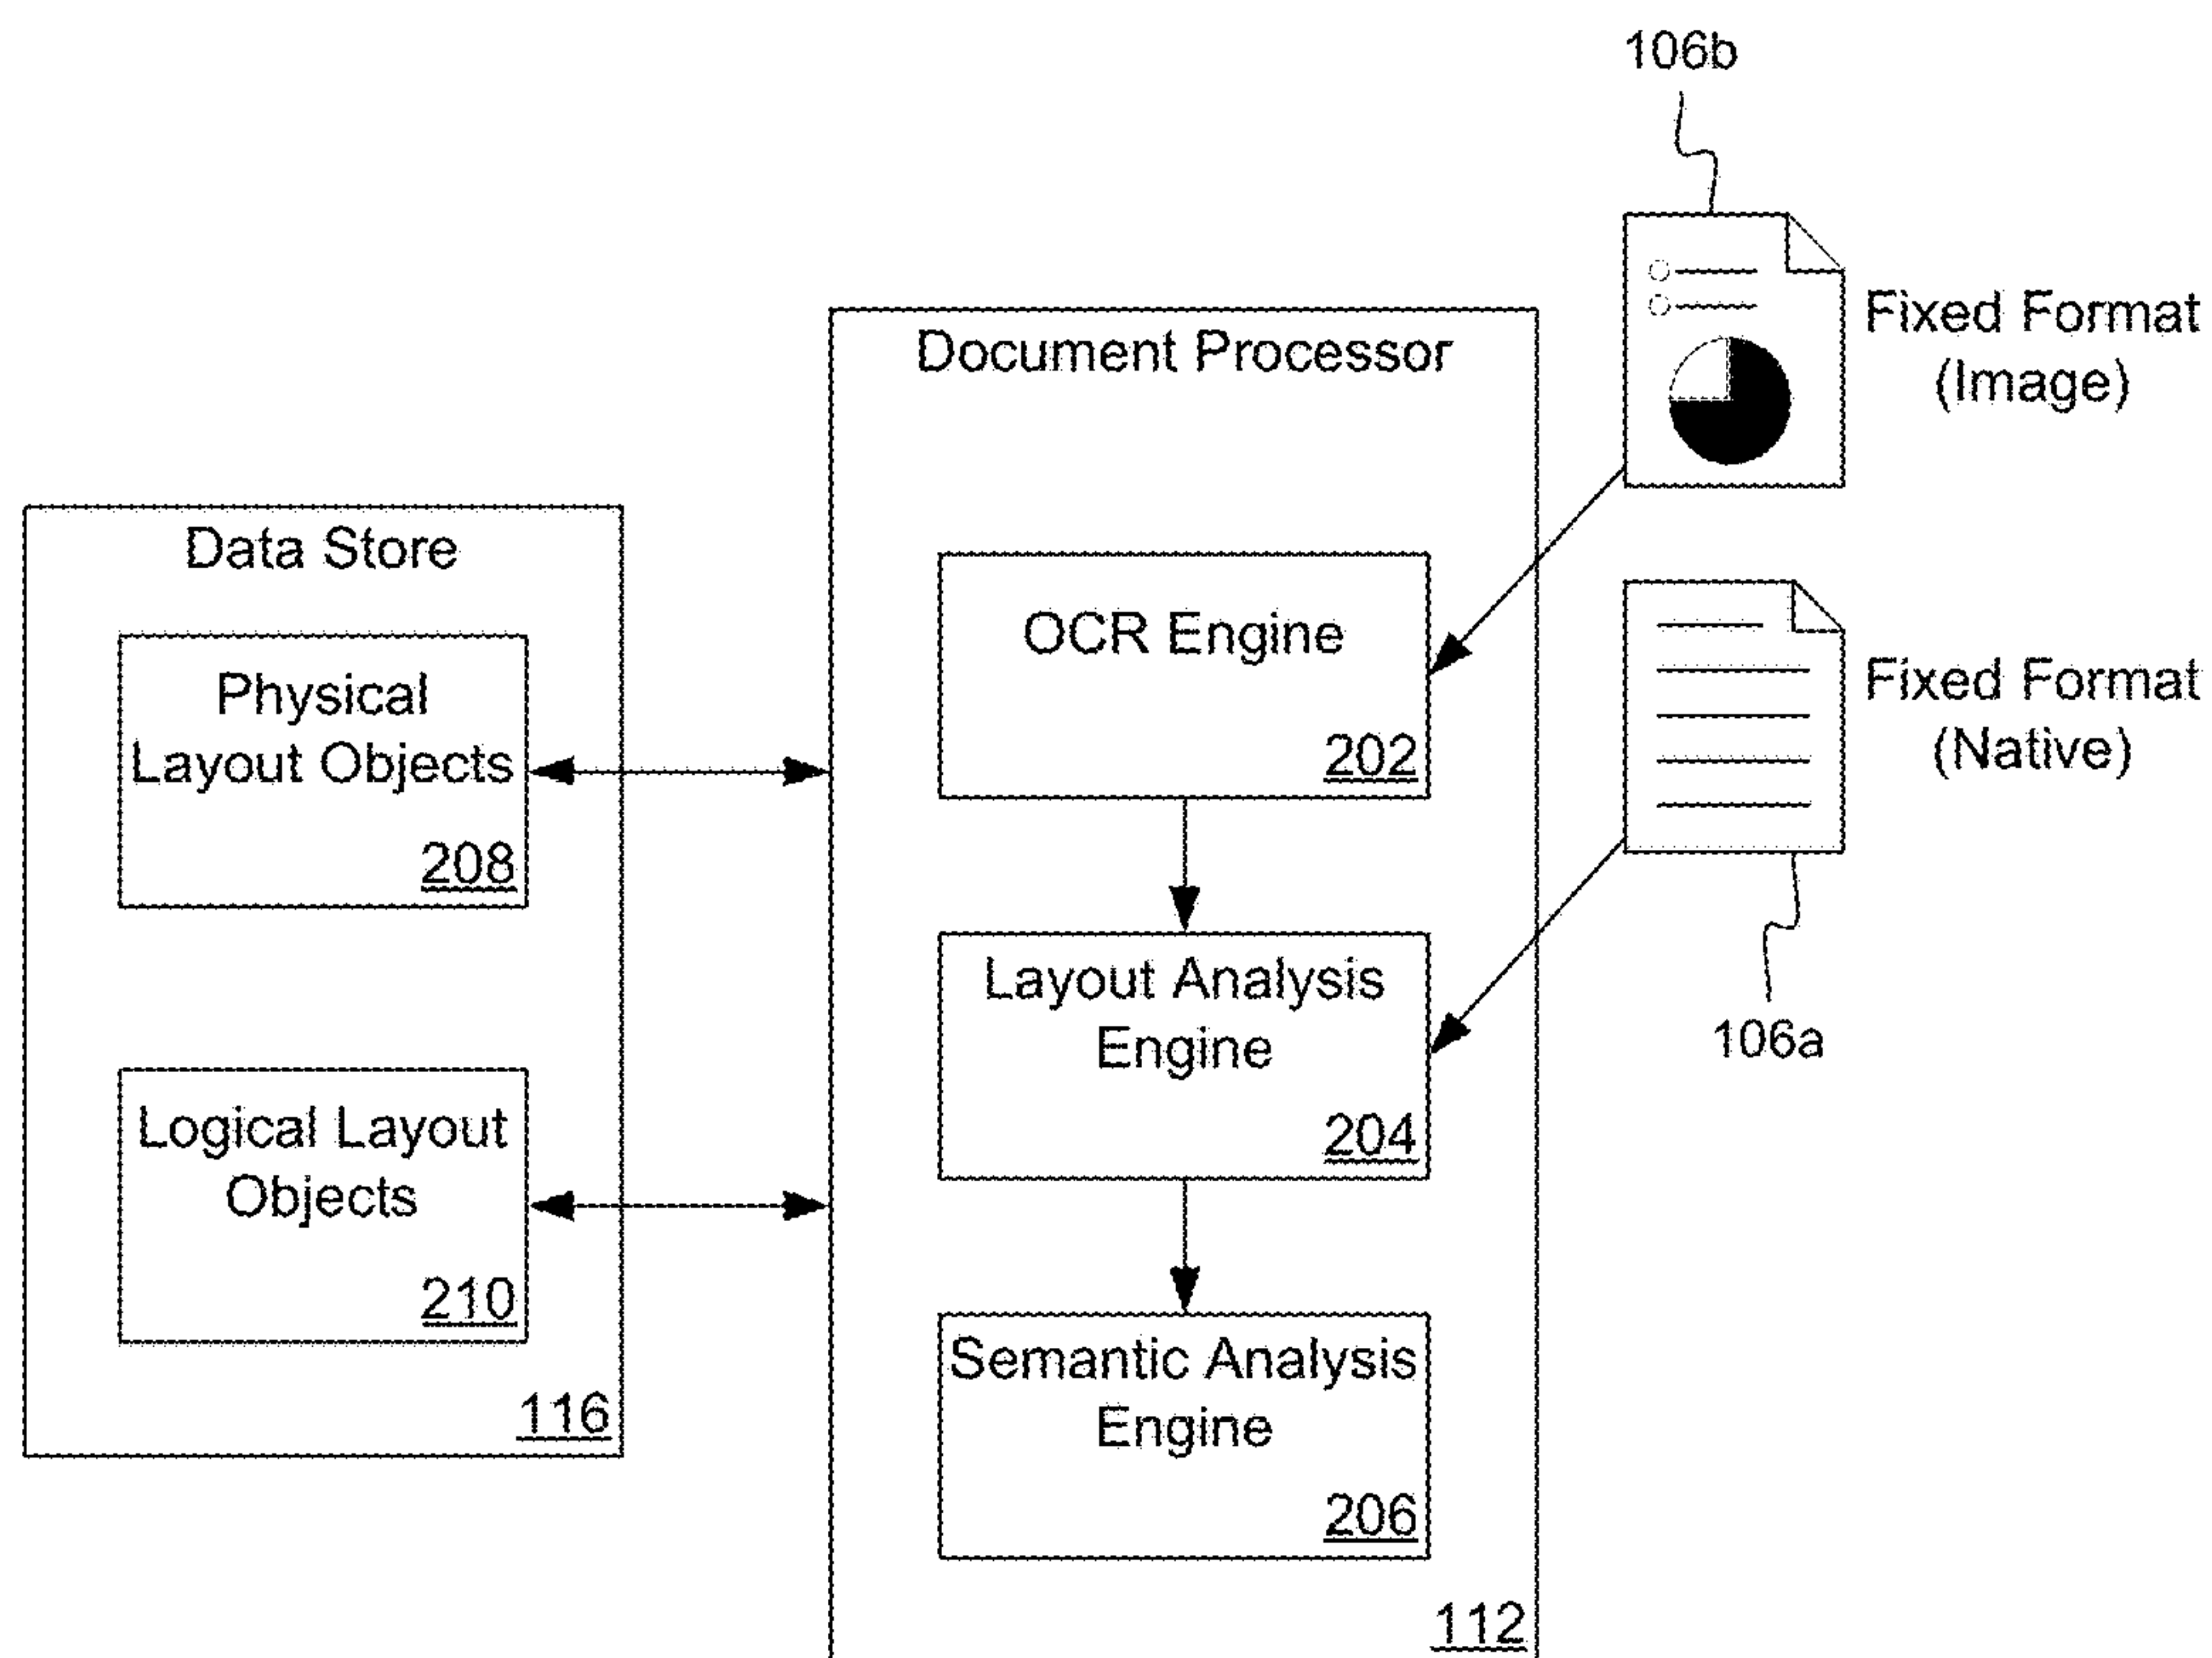 106b
Fixed Format
(Image)
Document Processor
Data Store
OCR Engine
202
Physical
Layout Objects
208
Fixed Format
(Native)
106a
Layout Analysis
Engine
204
Logical Layout
Objects
210
Semantic Analysis
Engine
206
116
112